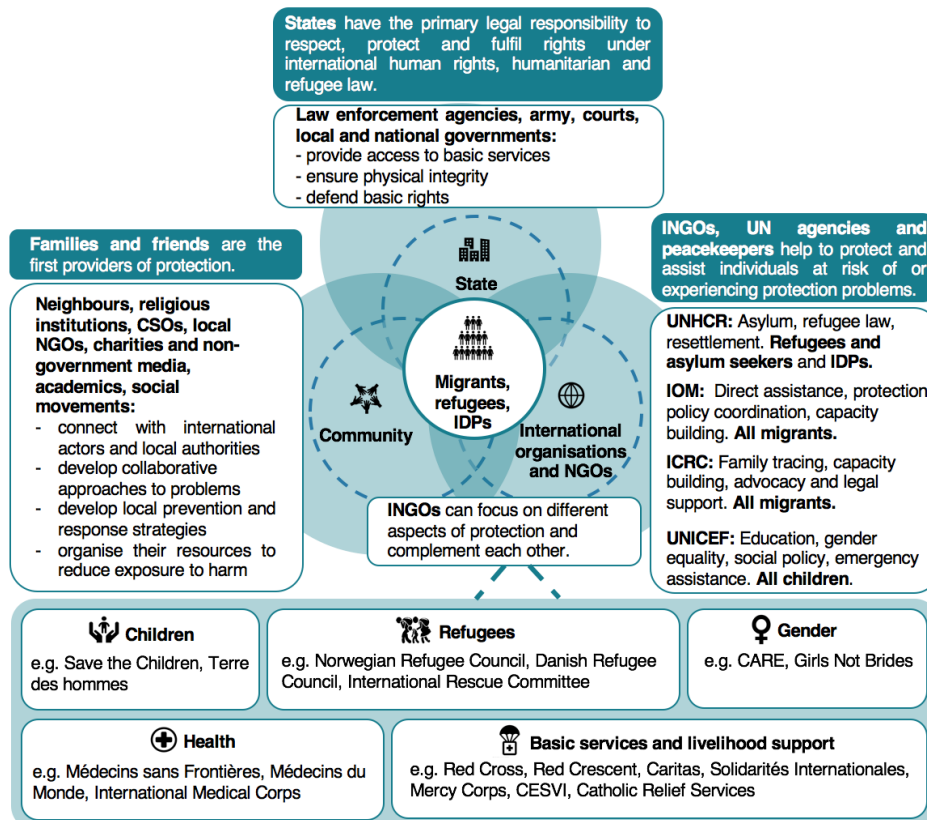 States have the primary legal responsibility to
respect, protect and fulfil rights under
international human rights, humanitarian and
refugee law.
Law enforcement agencies, army, courts,
local and national governments:
- provide access to basic services
- ensure physical integrity
- defend basic rights
Families and friends are the
first providers of protection.
Neighbours, religious
institutions, CSOs, local
NGOs, charities and non-
government media,
academics, social
movements:
- connect with international
actors and local authorities
- develop collaborative
approaches to problems
- develop local prevention and
response strategies
- organise their resources to
reduce exposure to harm
State
Migrants,
refugees,
IDPs
Community
International
organisations
and NGOs
INGOs, UN agencies and
peacekeepers help to protect and
assist individuals at risk of or
experiencing protection problems.
UNHCR: Asylum, refugee law,
resettlement. Refugees and
asylum seekers and IDPs.
IOM: Direct assistance, protection
policy coordination, capacity
building. All migrants.
ICRC: Family tracing, capacity
building, advocacy and legal
support. All migrants.
UNICEF: Education, gender
equality, social policy, emergency
assistance. All children.
INGOs can focus on different
aspects of protection and
complement each other.
Children
e.g. Save the Children, Terre
des hommes
Refugees
e.g. Norwegian Refugee Council, Danish Refugee
Council, International Rescue Committee
Gender
e.g. CARE, Girls Not Brides
Health
e.g. Médecins sans Frontières, Médecins du
Monde, International Medical Corps
Basic services and livelihood support
e.g. Red Cross, Red Crescent, Caritas, Solidarités Internationales,
Mercy Corps, CESVI, Catholic Relief Services